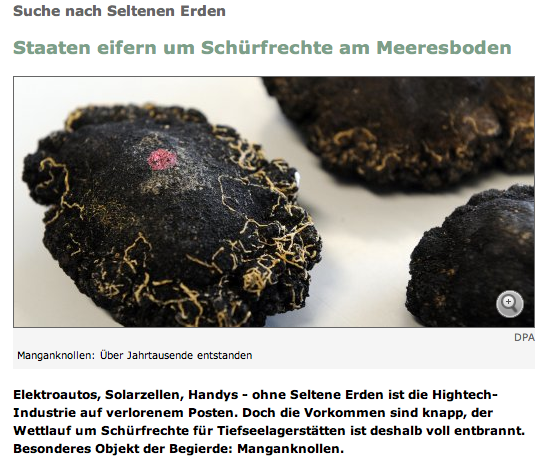 Suche nach Seltenen Erden
Staaten eifern um Schürfrechte am Meeresboden
DPA
Manganknollen: Über Jahrtausende entstanden
Elektroautos, Solarzellen, Handys - ohne Seltene Erden ist die Hightech-
Industrie auf verlorenem Posten. Doch die Vorkommen sind knapp, der
Wettlauf um Schürfrechte für Tiefseelagerstätten ist deshalb voll entbrannt.
Besonderes Objekt der Begierde: Manganknollen.